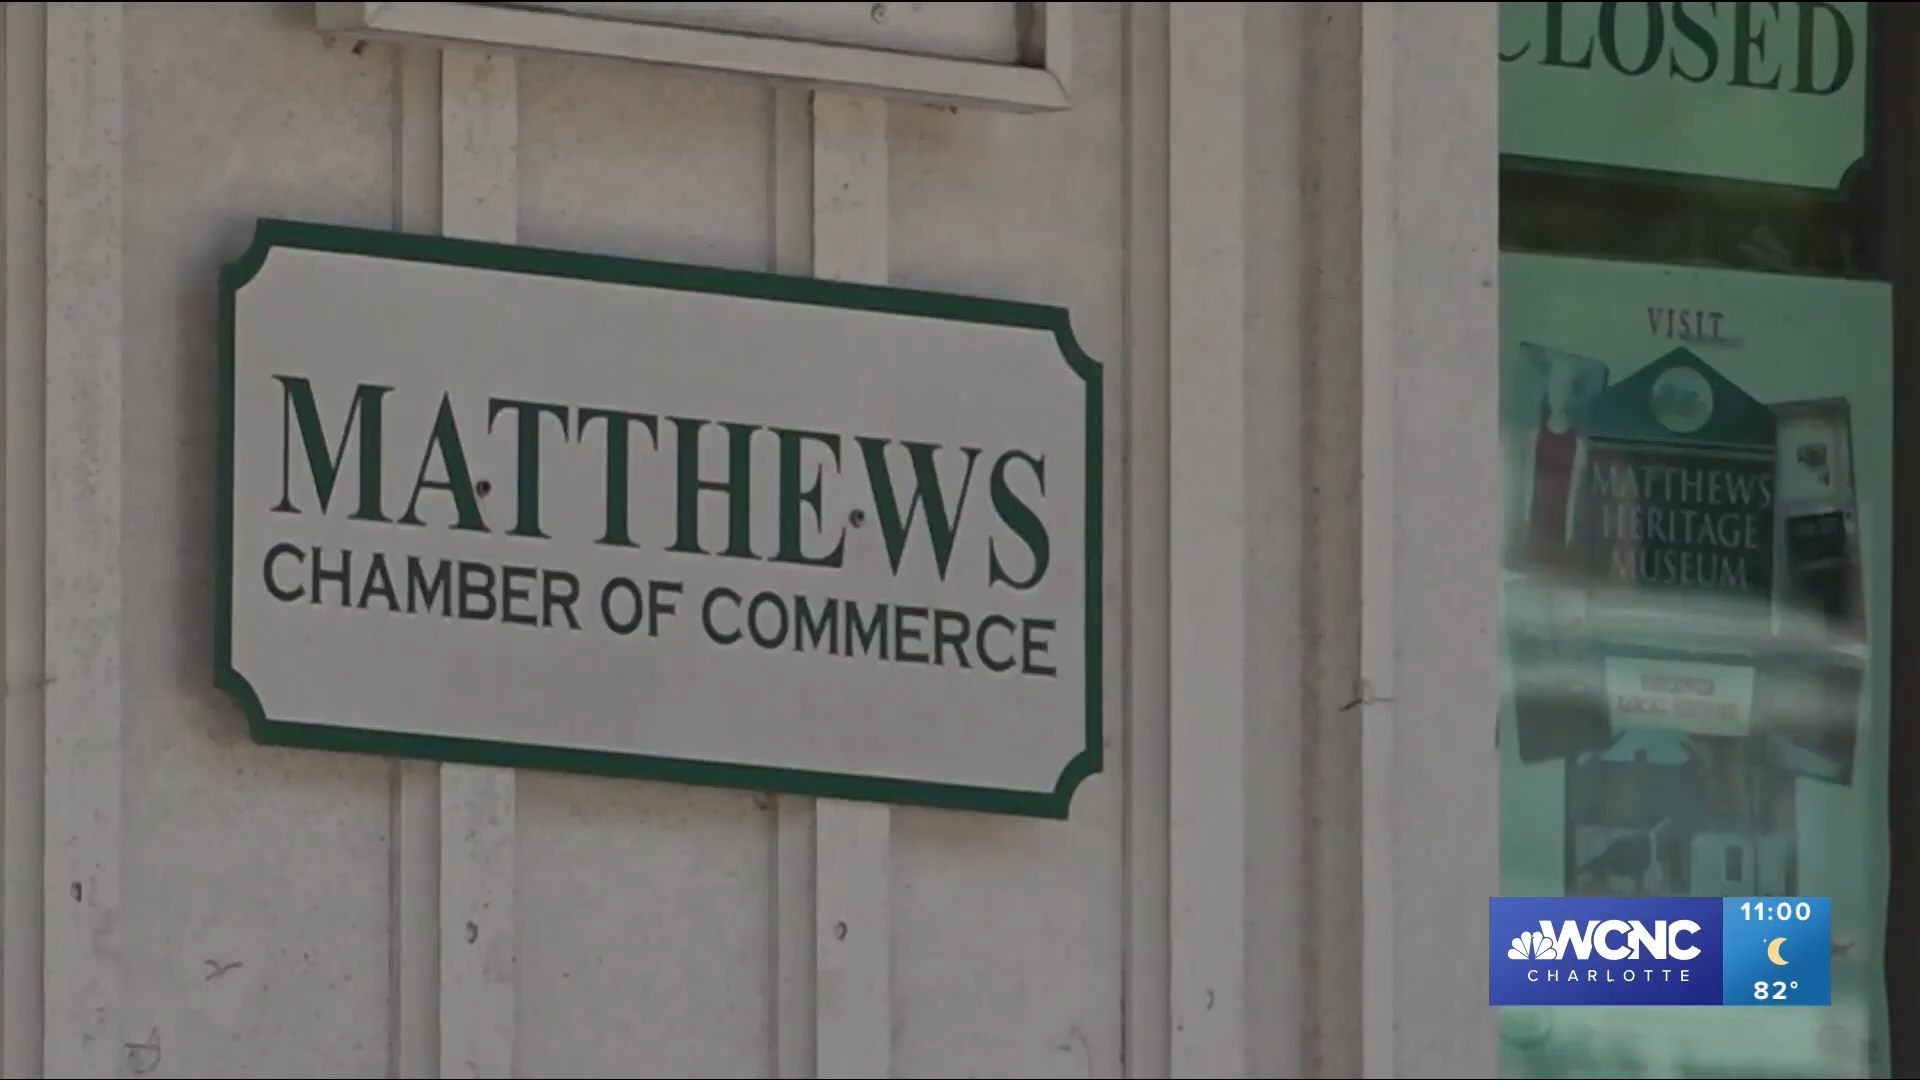 CLOSED
MATTHEWS
CHAMBER OF COMMERCE
VISIT
MATTHEWS
HERITAGE
MUSEUM
WCNC
CHARLOTTE
11:00
82°